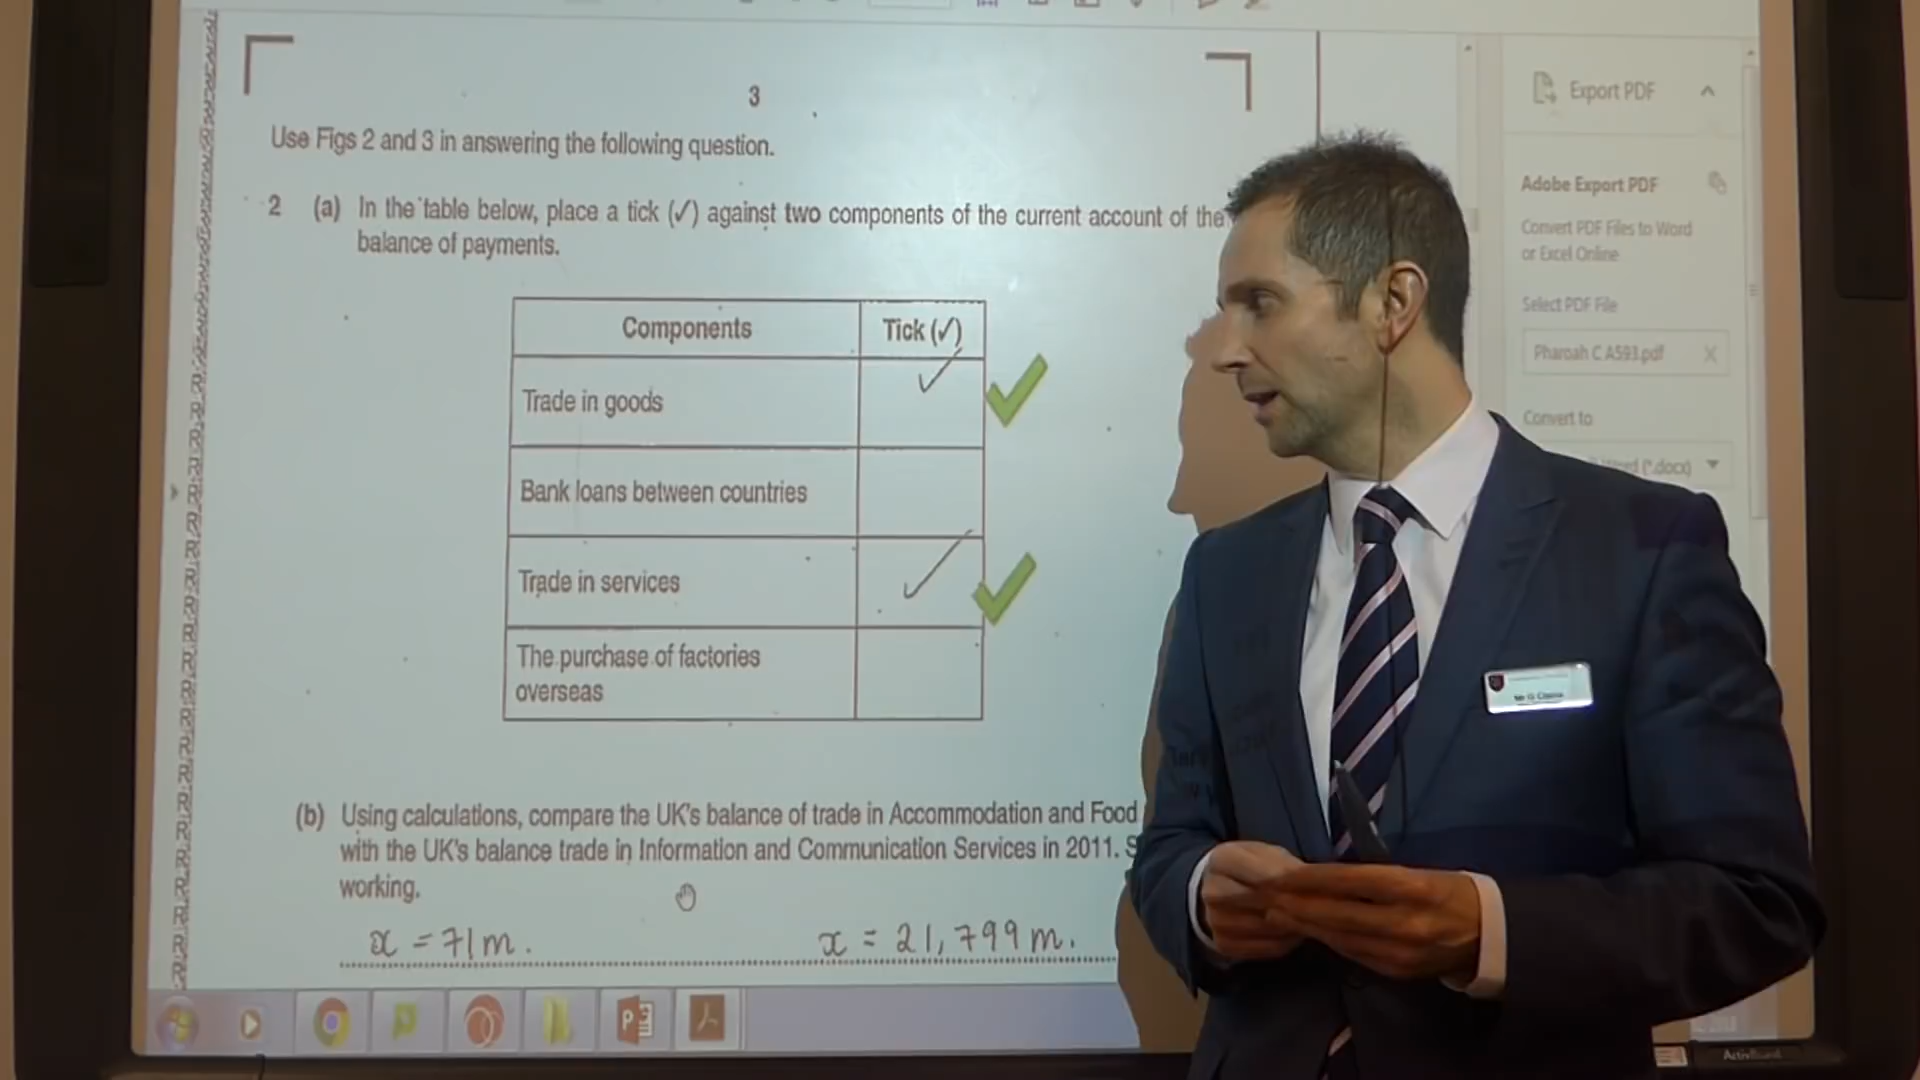 3
Use Figs 2 and 3 in answering the following question.
2 (a) In the table below, place a tick (✓) against two components of the current account of the
balance of payments.
Components Tick (✓)
Trade in goods ✓
Bank loans between countries
Trade in services ✓
The purchase of factories
overseas
(b) Using calculations, compare the UK's balance of trade in Accommodation and Food
with the UK's balance trade in Information and Communication Services in 2011. S
working.
x = 71m. x = 21,799m.
Export PDF
Adobe Export PDF
Convert PDF Files to Word
or Excel Online
Select PDF File
Pharoah C A593.pdf X
Convert to
Word (*.docx)
Mr G
ActivBoard